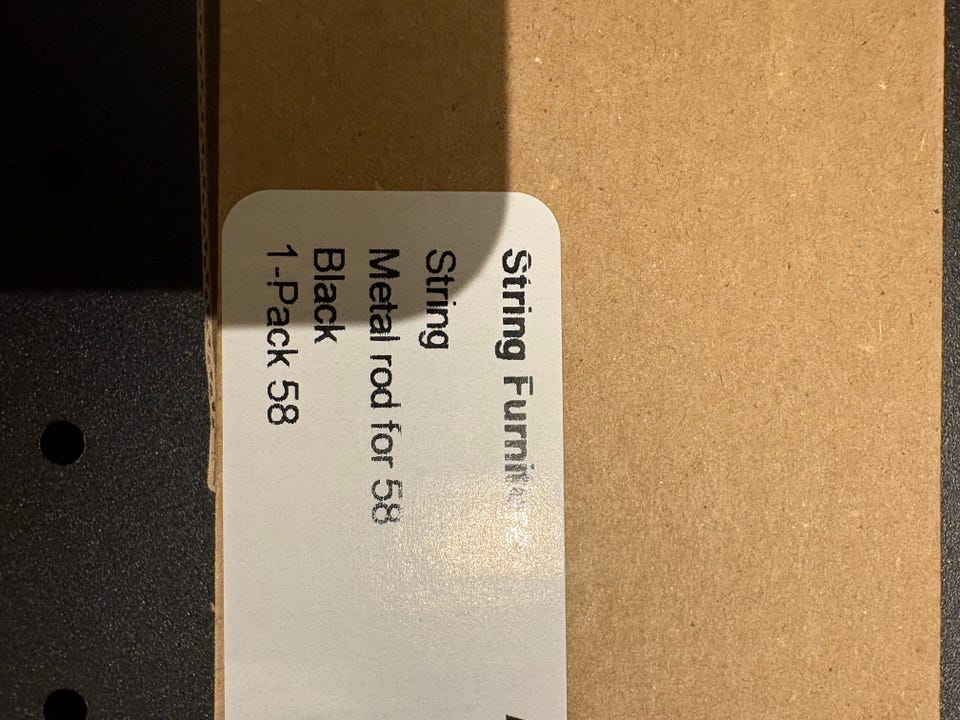 String
String
Metal rod for 58
Black
1-Pack 58